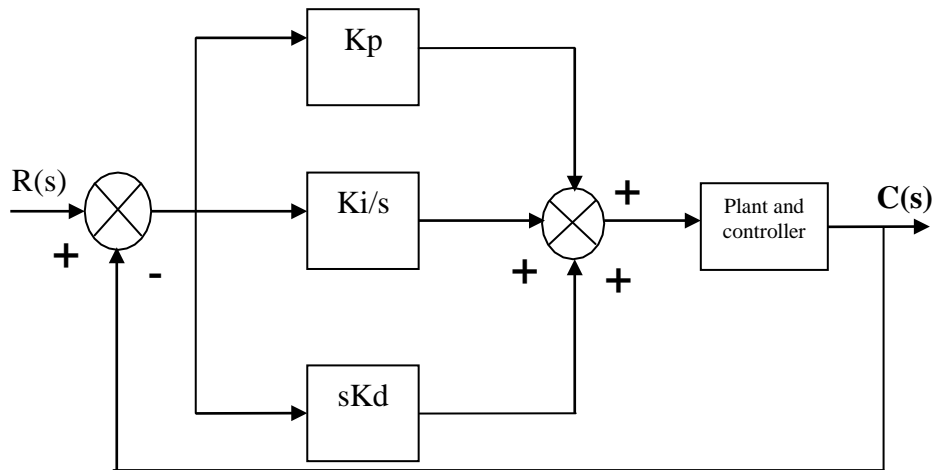 Kp
R(s)
+
-
Ki/s
+
+
+
Plant and
controller
C(s)
sKd